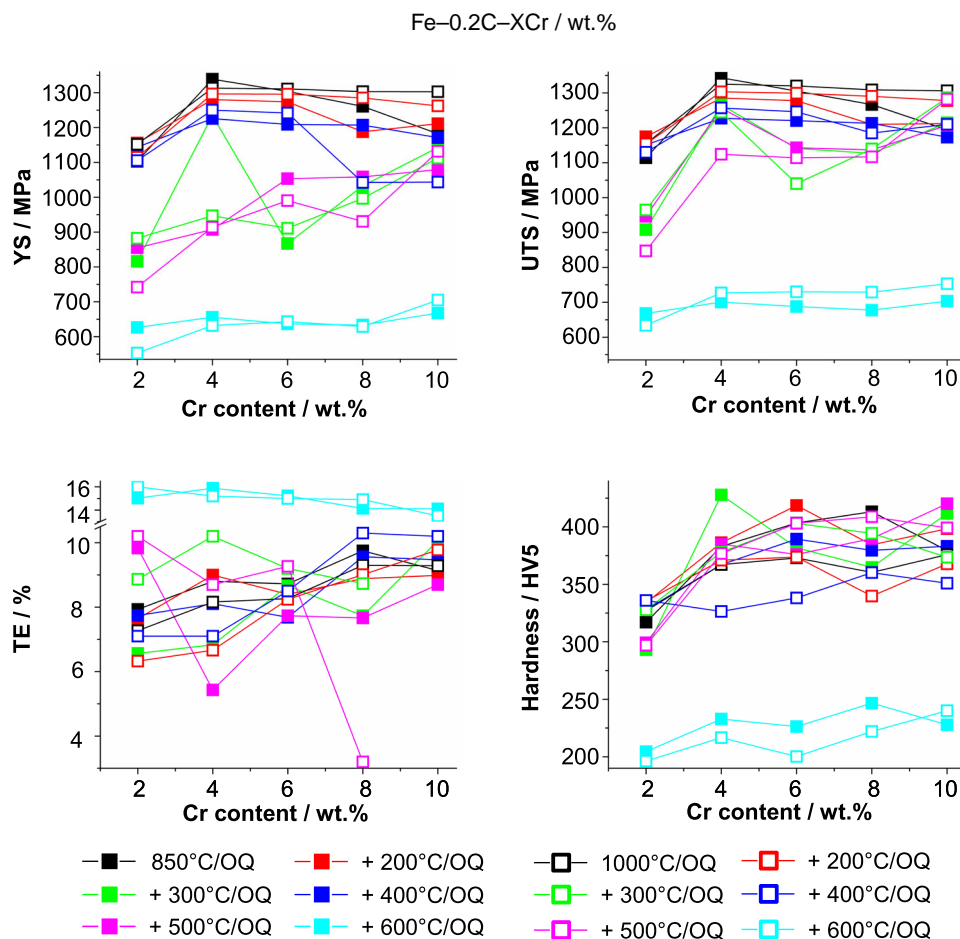 Fe–0.2C–XCr / wt.%
YS / MPa
1300
1200
1100
1000
900
800
700
600
2 4 6 8 10
Cr content / wt.%
UTS / MPa
1300
1200
1100
1000
900
800
700
600
2 4 6 8 10
Cr content / wt.%
TE / %
16
14
10
8
6
4
2 4 6 8 10
Cr content / wt.%
Hardness / HV5
400
350
300
250
200
2 4 6 8 10
Cr content / wt.%
850°C/OQ + 200°C/OQ 1000°C/OQ + 200°C/OQ
+ 300°C/OQ + 400°C/OQ + 300°C/OQ + 400°C/OQ
+ 500°C/OQ + 600°C/OQ + 500°C/OQ + 600°C/OQ